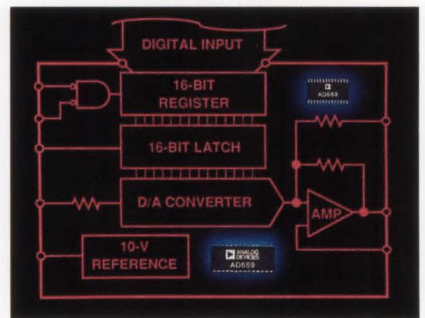 DIGITAL INPUT
16-BIT
REGISTER
AD669
16-BIT LATCH
D/A CONVERTER
AMP
10-V
REFERENCE
ANALOG
DEVICES
AD669